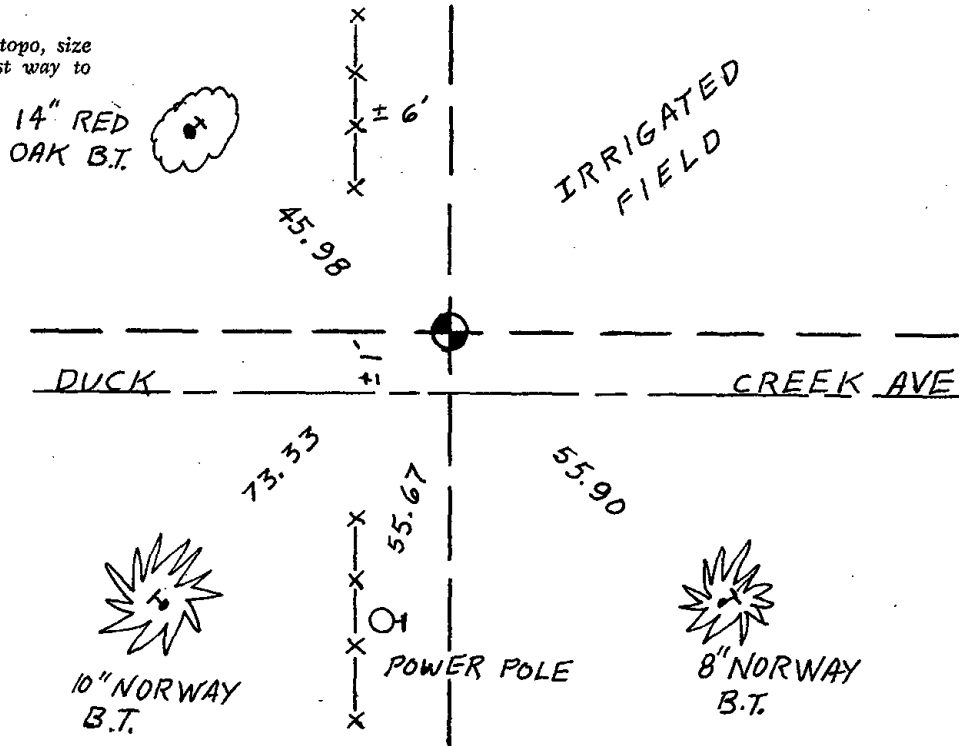 topo, size
st way to
14" RED
OAK B.T.
± 6'
IRRIGATED
FIELD
45.98
± 1'
DUCK CREEK AVE
73.33
55.67
55.90
POWER POLE
10" NORWAY
B.T.
8" NORWAY
B.T.